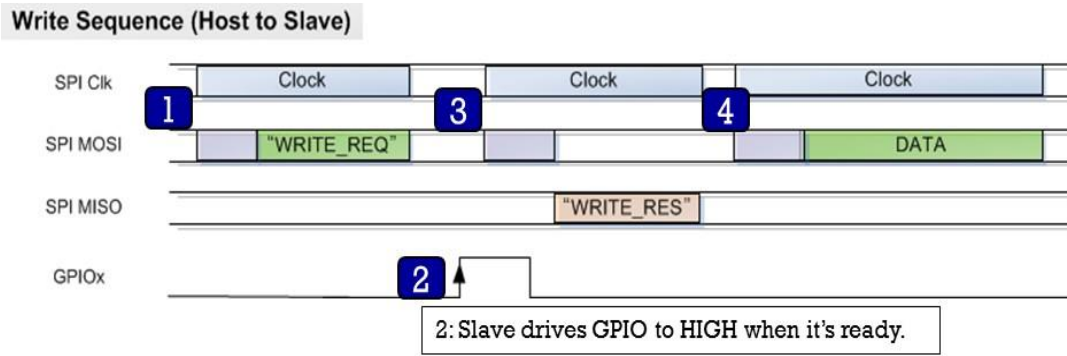 Write Sequence (Host to Slave)
SPI Clk Clock Clock Clock
1 3 4
SPI MOSI "WRITE_REQ" DATA
SPI MISO "WRITE_RES"
GPIOx 2
2: Slave drives GPIO to HIGH when it's ready.